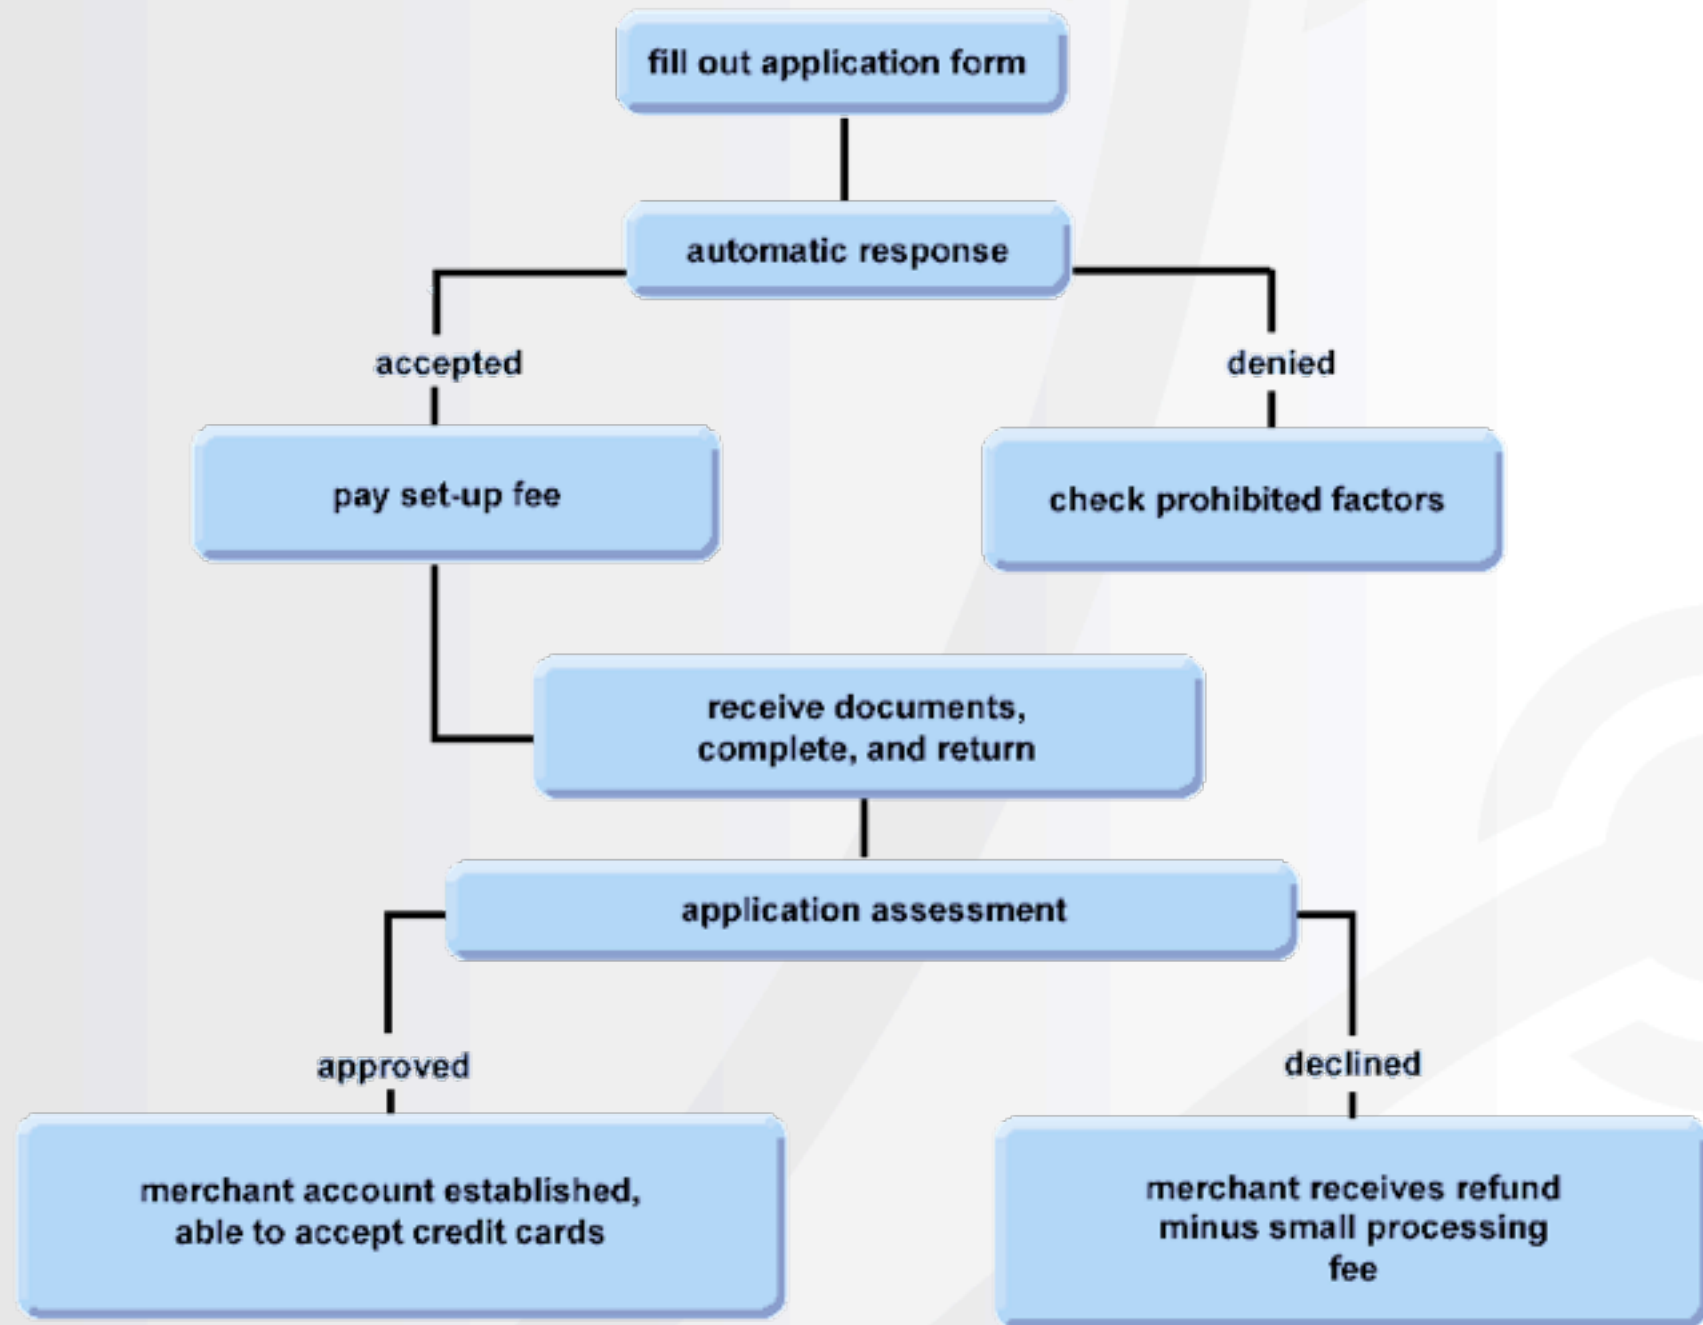 fill out application form
automatic response
accepted
denied
pay set-up fee
check prohibited factors
receive documents,
complete, and return
application assessment
approved
declined
merchant account established,
able to accept credit cards
merchant receives refund
minus small processing
fee